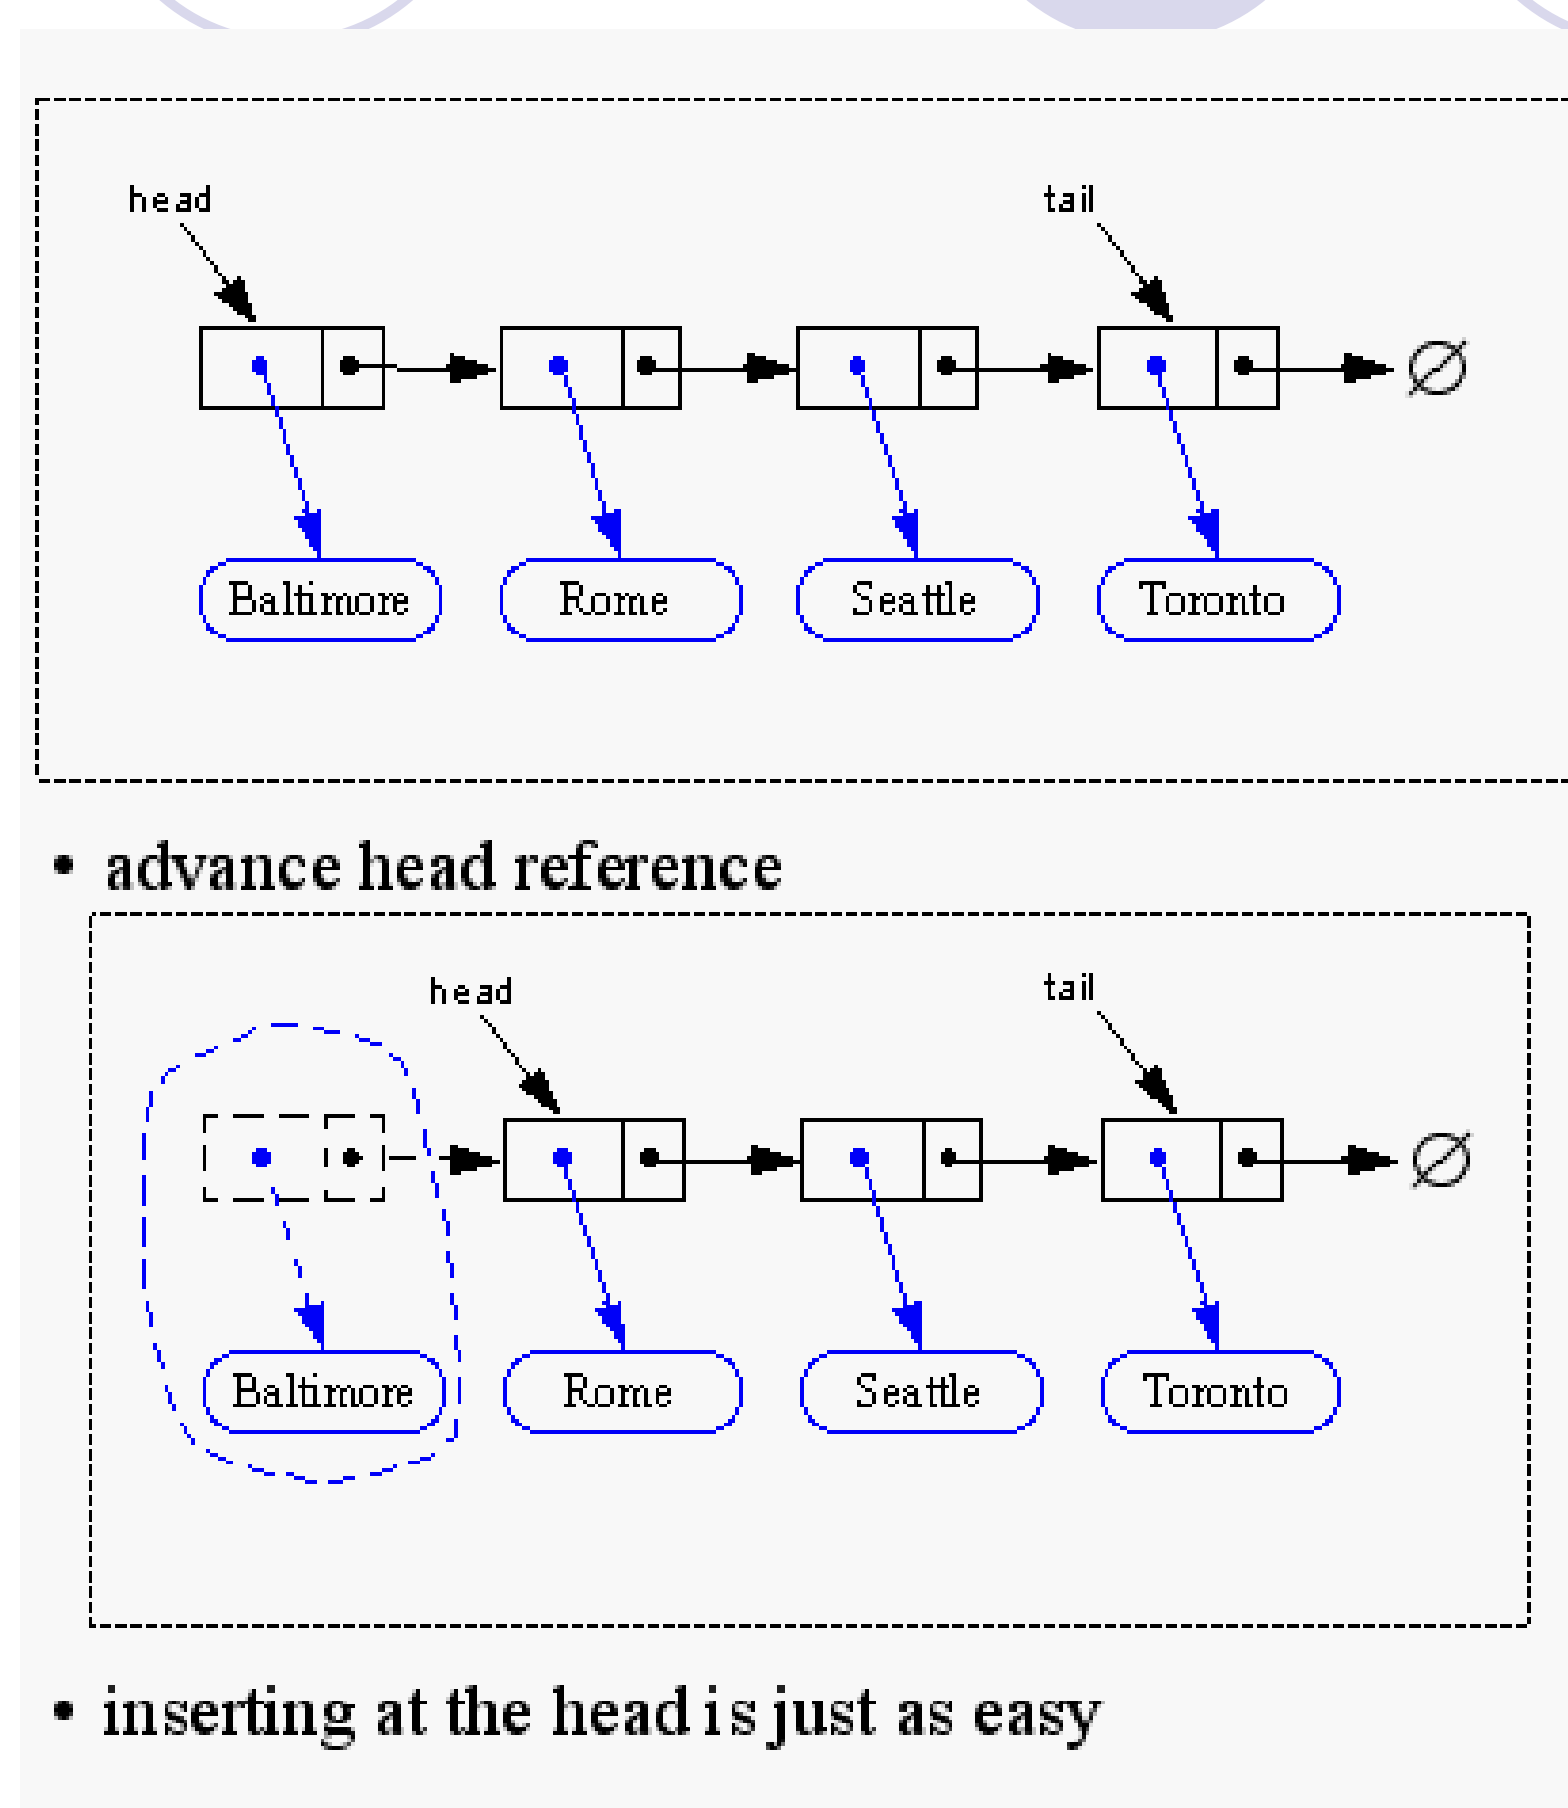 head tail
∅
Baltimore Rome Seattle Toronto
• advance head reference
head tail
∅
Baltimore Rome Seattle Toronto
• inserting at the head is just as easy